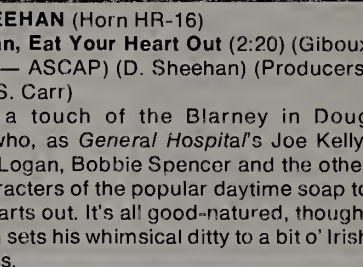 EEHAN (Horn HR-16)
n, Eat Your Heart Out (2:20) (Giboux
— ASCAP) (D. Sheehan) (Producers
S. Carr)
a touch of the Blarney in Doug
who, as General Hospital's Joe Kelly
Logan, Bobbie Spencer and the othe
racters of the popular daytime soap to
arts out. It's all good-natured, though
n sets his whimsical ditty to a bit o' Irish
s.